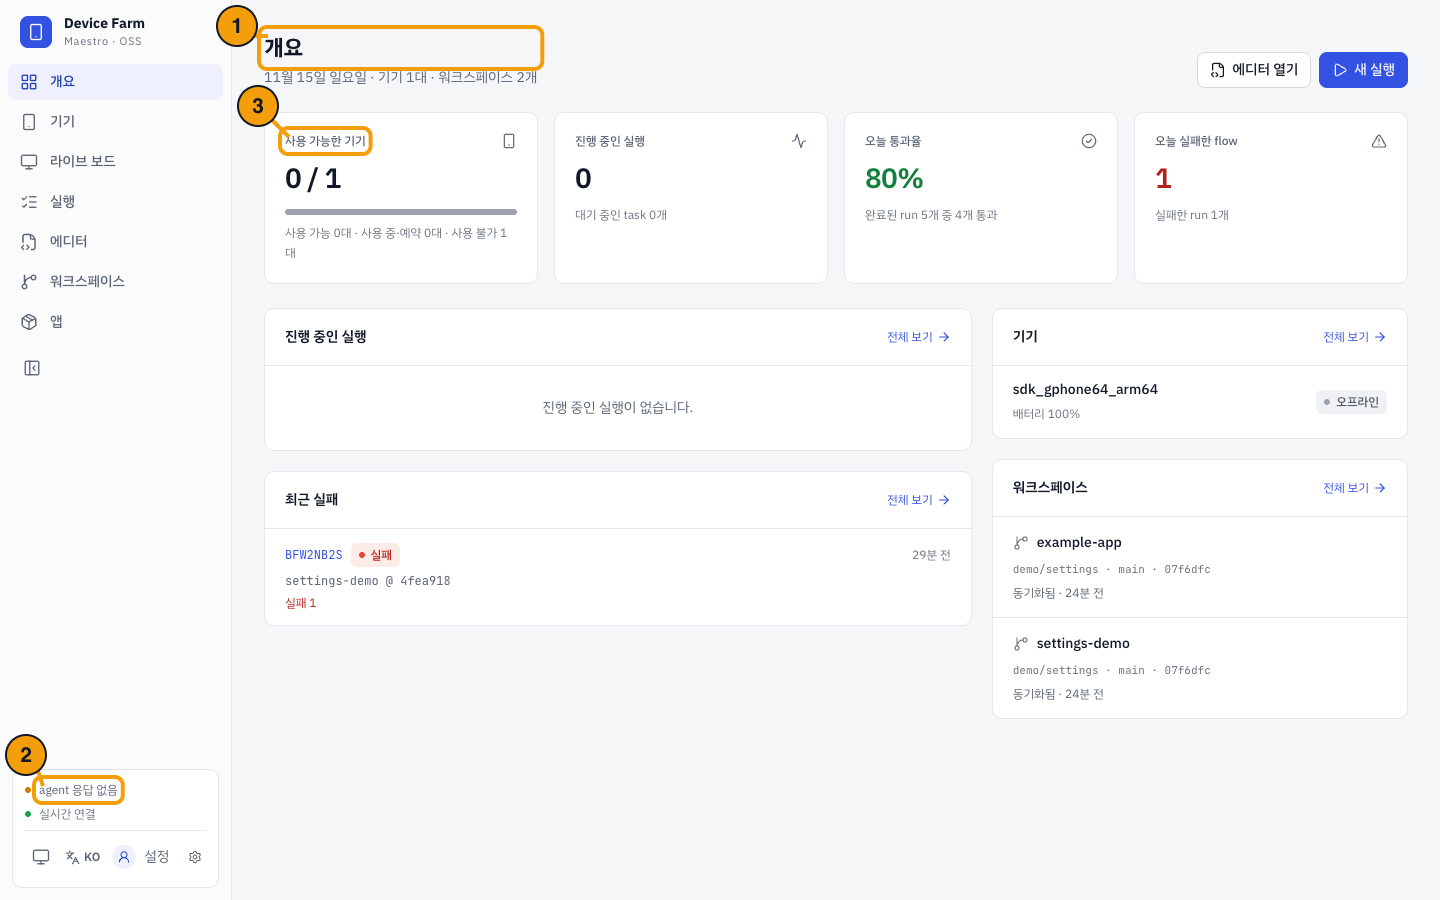 Device Farm
Maestro · OSS
개요
기기
라이브 보드
실행
에디터
워크스페이스
앱
2
agent 응답 없음
실시간 연결
KO
설정
1
개요
11월 15일 일요일 · 기기 1대 · 워크스페이스 2개
에디터 열기
새 실행
3
사용 가능한 기기
0 / 1
사용 가능 0대 · 사용 중·예약 0대 · 사용 불가 1
대
진행 중인 실행
0
대기 중인 task 0개
오늘 통과율
80%
완료된 run 5개 중 4개 통과
오늘 실패한 flow
1
실패한 run 1개
진행 중인 실행
전체 보기
진행 중인 실행이 없습니다.
최근 실패
전체 보기
BFW2NB2S
실패
29분 전
settings-demo @ 4fea918
실패 1
기기
전체 보기
sdk_gphone64_arm64
배터리 100%
오프라인
워크스페이스
전체 보기
example-app
demo/settings · main · 07f6dfc
동기화됨 · 24분 전
settings-demo
demo/settings · main · 07f6dfc
동기화됨 · 24분 전